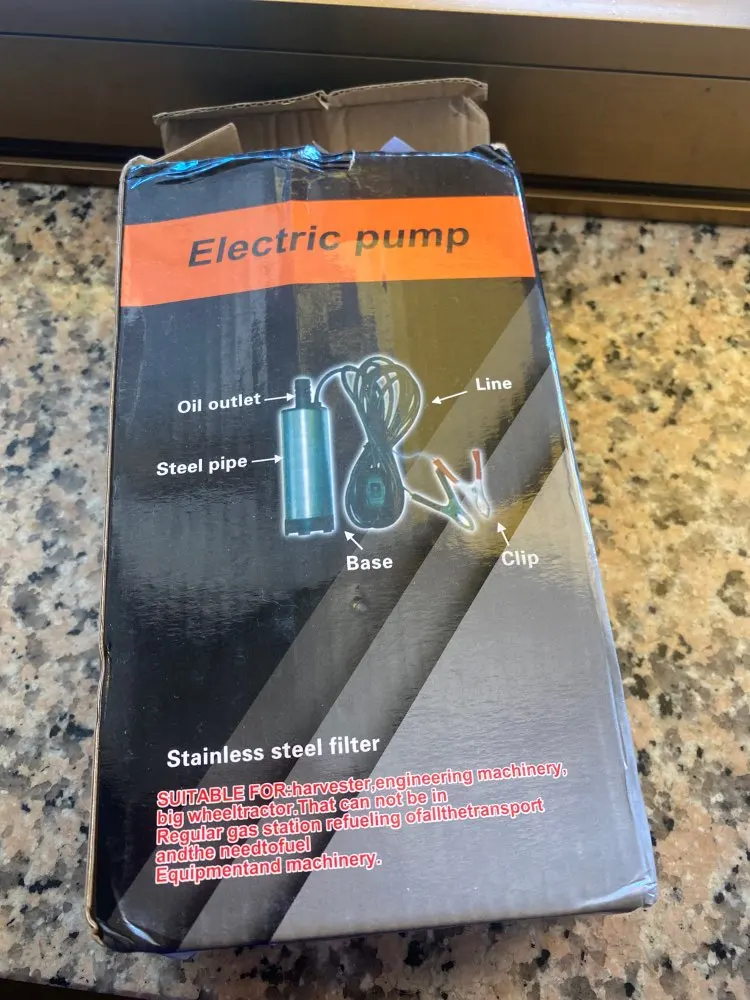 Electric pump
Oil outlet
Line
Steel pipe
Base
Clip
Stainless steel filter
SUITABLE FOR:harvester,engineering machinery,
big wheeltractor.That can not be in
Regular gas station refueling ofallthetransport
andthe needtofuel
Equipmentand machinery.